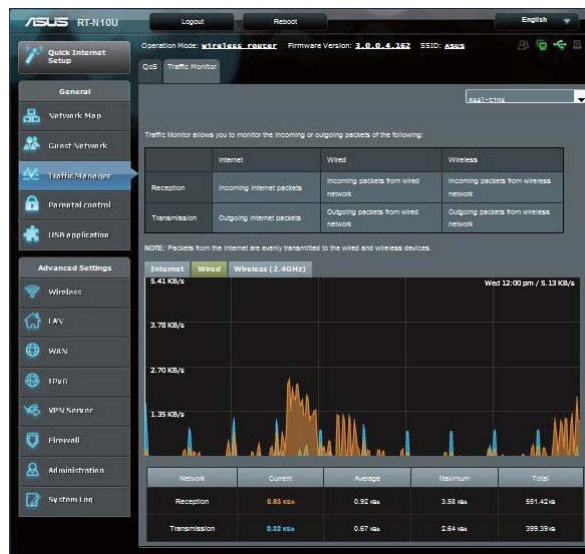 ASUS RT-N10U
Logout
Reboot
English
Operation Mode: Wireless router Firmware Version: 3.0.0.4.162 SSID: ASUS
Quick Internet Setup
General
Network Map
Guest Network
Traffic Manager
Parental control
USB application
Advanced Settings
Wireless
LAN
WAN
IPv6
VPN Server
Firewall
Administration
System Log
QoS
Traffic Monitor
Real-time
Traffic Monitor allows you to monitor the incoming or outgoing packets of the following:
Internet Wired Wireless
Reception Incoming Internet packets Incoming packets from wired network Incoming packets from wireless network
Transmission Outgoing Internet packets Outgoing packets from wired network Outgoing packets from wireless network
NOTE: Packets from the Internet are evenly transmitted to the wired and wireless devices.
Internet Wired Wireless (2.4GHz)
5.41 KB/s
Wed 12:00 pm / 5.13 KB/s
3.78 KB/s
2.70 KB/s
1.35 KB/s
Network Current Average Maximum Total
Reception 0.92 KB/s 3.58 KB/s 551.42 KB
Transmission 0.32 KB/s 0.67 KB/s 2.64 KB/s 399.39 KB